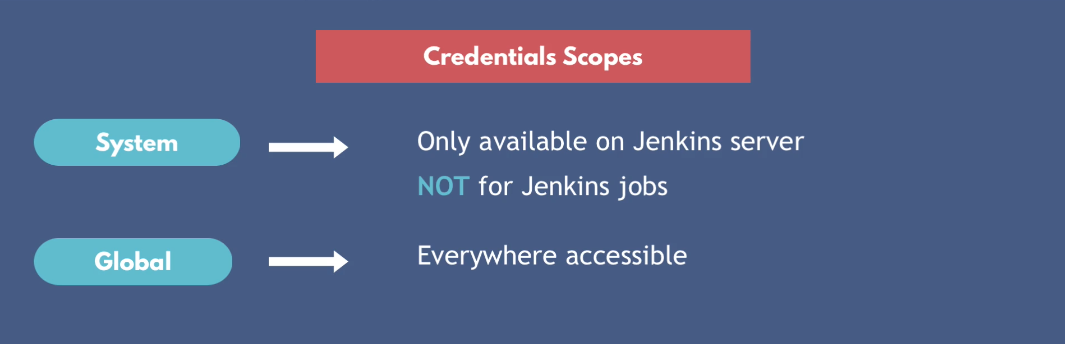 Credentials Scopes
System
Only available on Jenkins server
NOT for Jenkins jobs
Global
Everywhere accessible